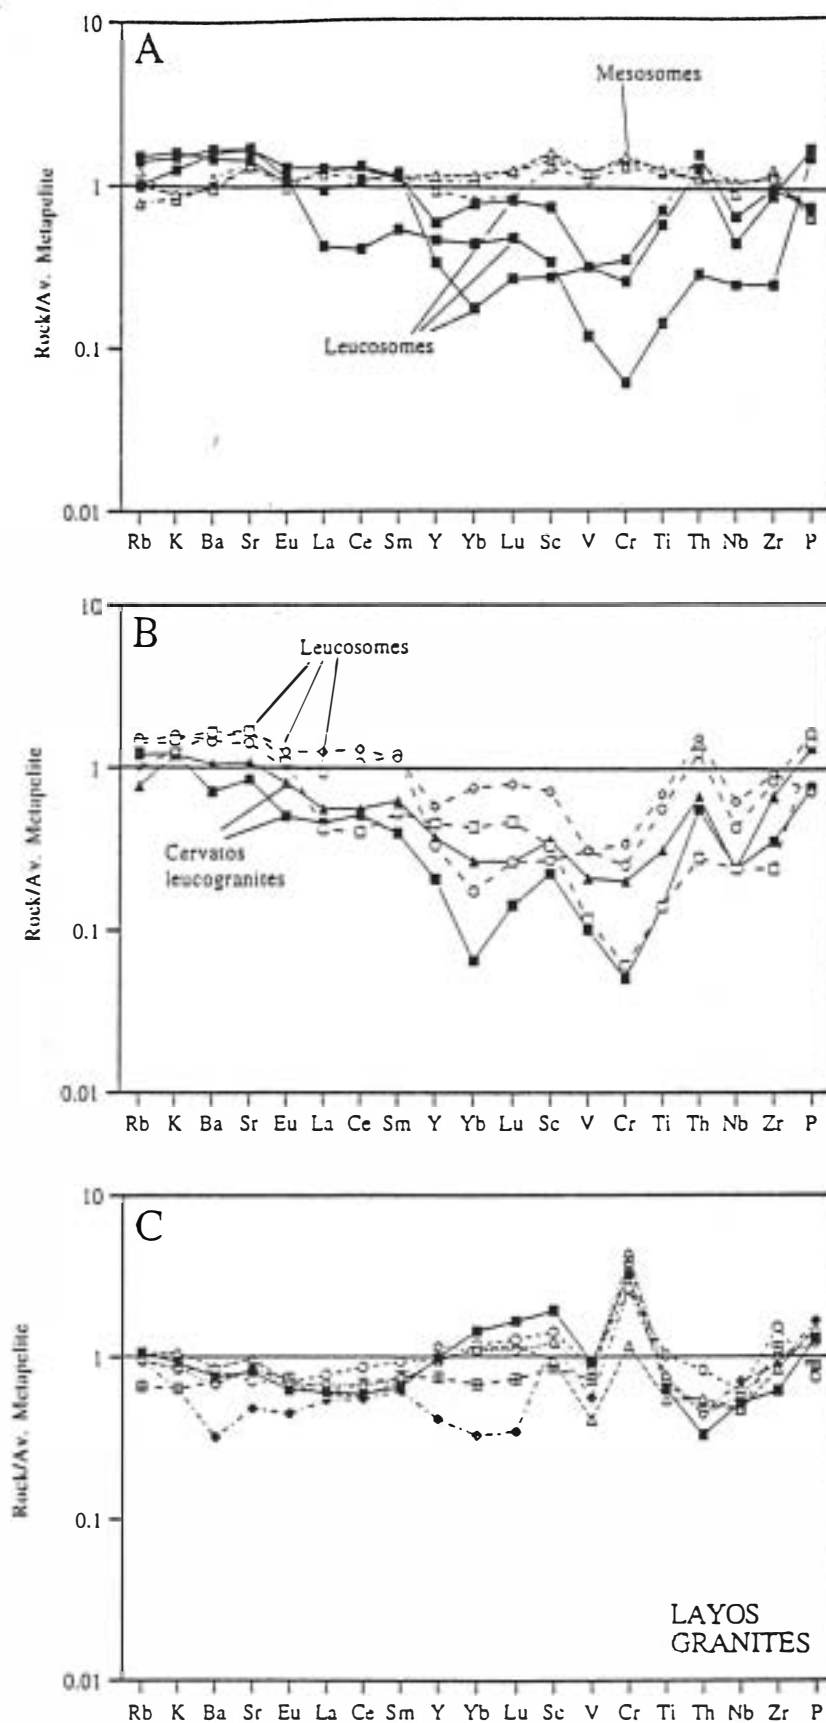 10
A
Mesosomes
1
Rock/Av. Metapelite
Leucosomes
0.1
0.01
Rb K Ba Sr Eu La Ce Sm Y Yb Lu Sc V Cr Ti Th Nb Zr P
10
B
Leucosomes
1
Rock/Av. Metapelite
Cervatos
leucogranites
0.1
0.01
Rb K Ba Sr Eu La Ce Sm Y Yb Lu Sc V Cr Ti Th Nb Zr P
10
C
1
Rock/Av. Metapelite
0.1
LAYOS
GRANITES
0.01
Rb K Ba Sr Eu La Ce Sm Y Yb Lu Sc V Cr Ti Th Nb Zr P